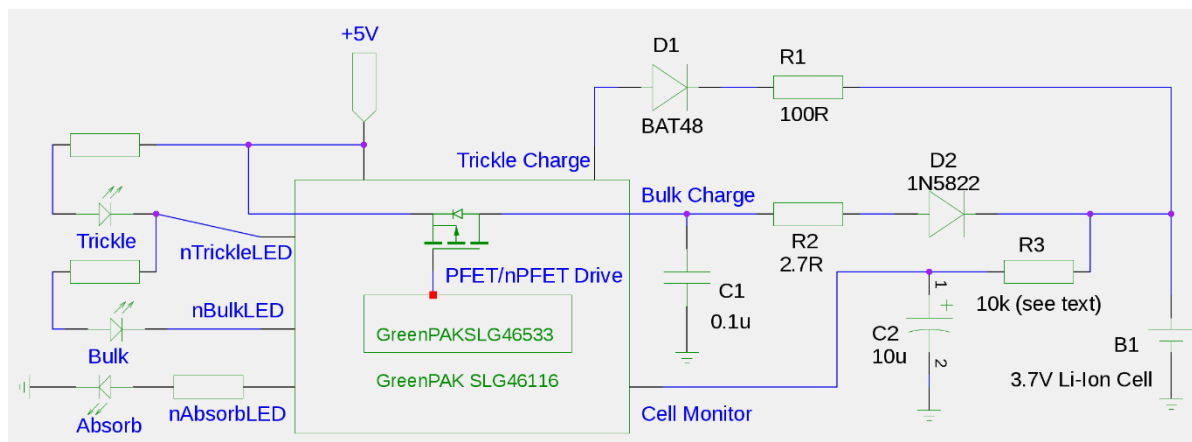 +5V
D1
BAT48
R1
100R
Trickle Charge
D2
1N5822
Bulk Charge
R2
2.7R
R3
10k (see text)
Trickle
nTrickleLED
PFET/nPFET Drive
C1
0.1u
1
+
C2
10u
2
nBulkLED
GreenPAKSLG46533
Bulk
GreenPAK SLG46116
B1
3.7V Li-Ion Cell
Absorb
nAbsorbLED
Cell Monitor